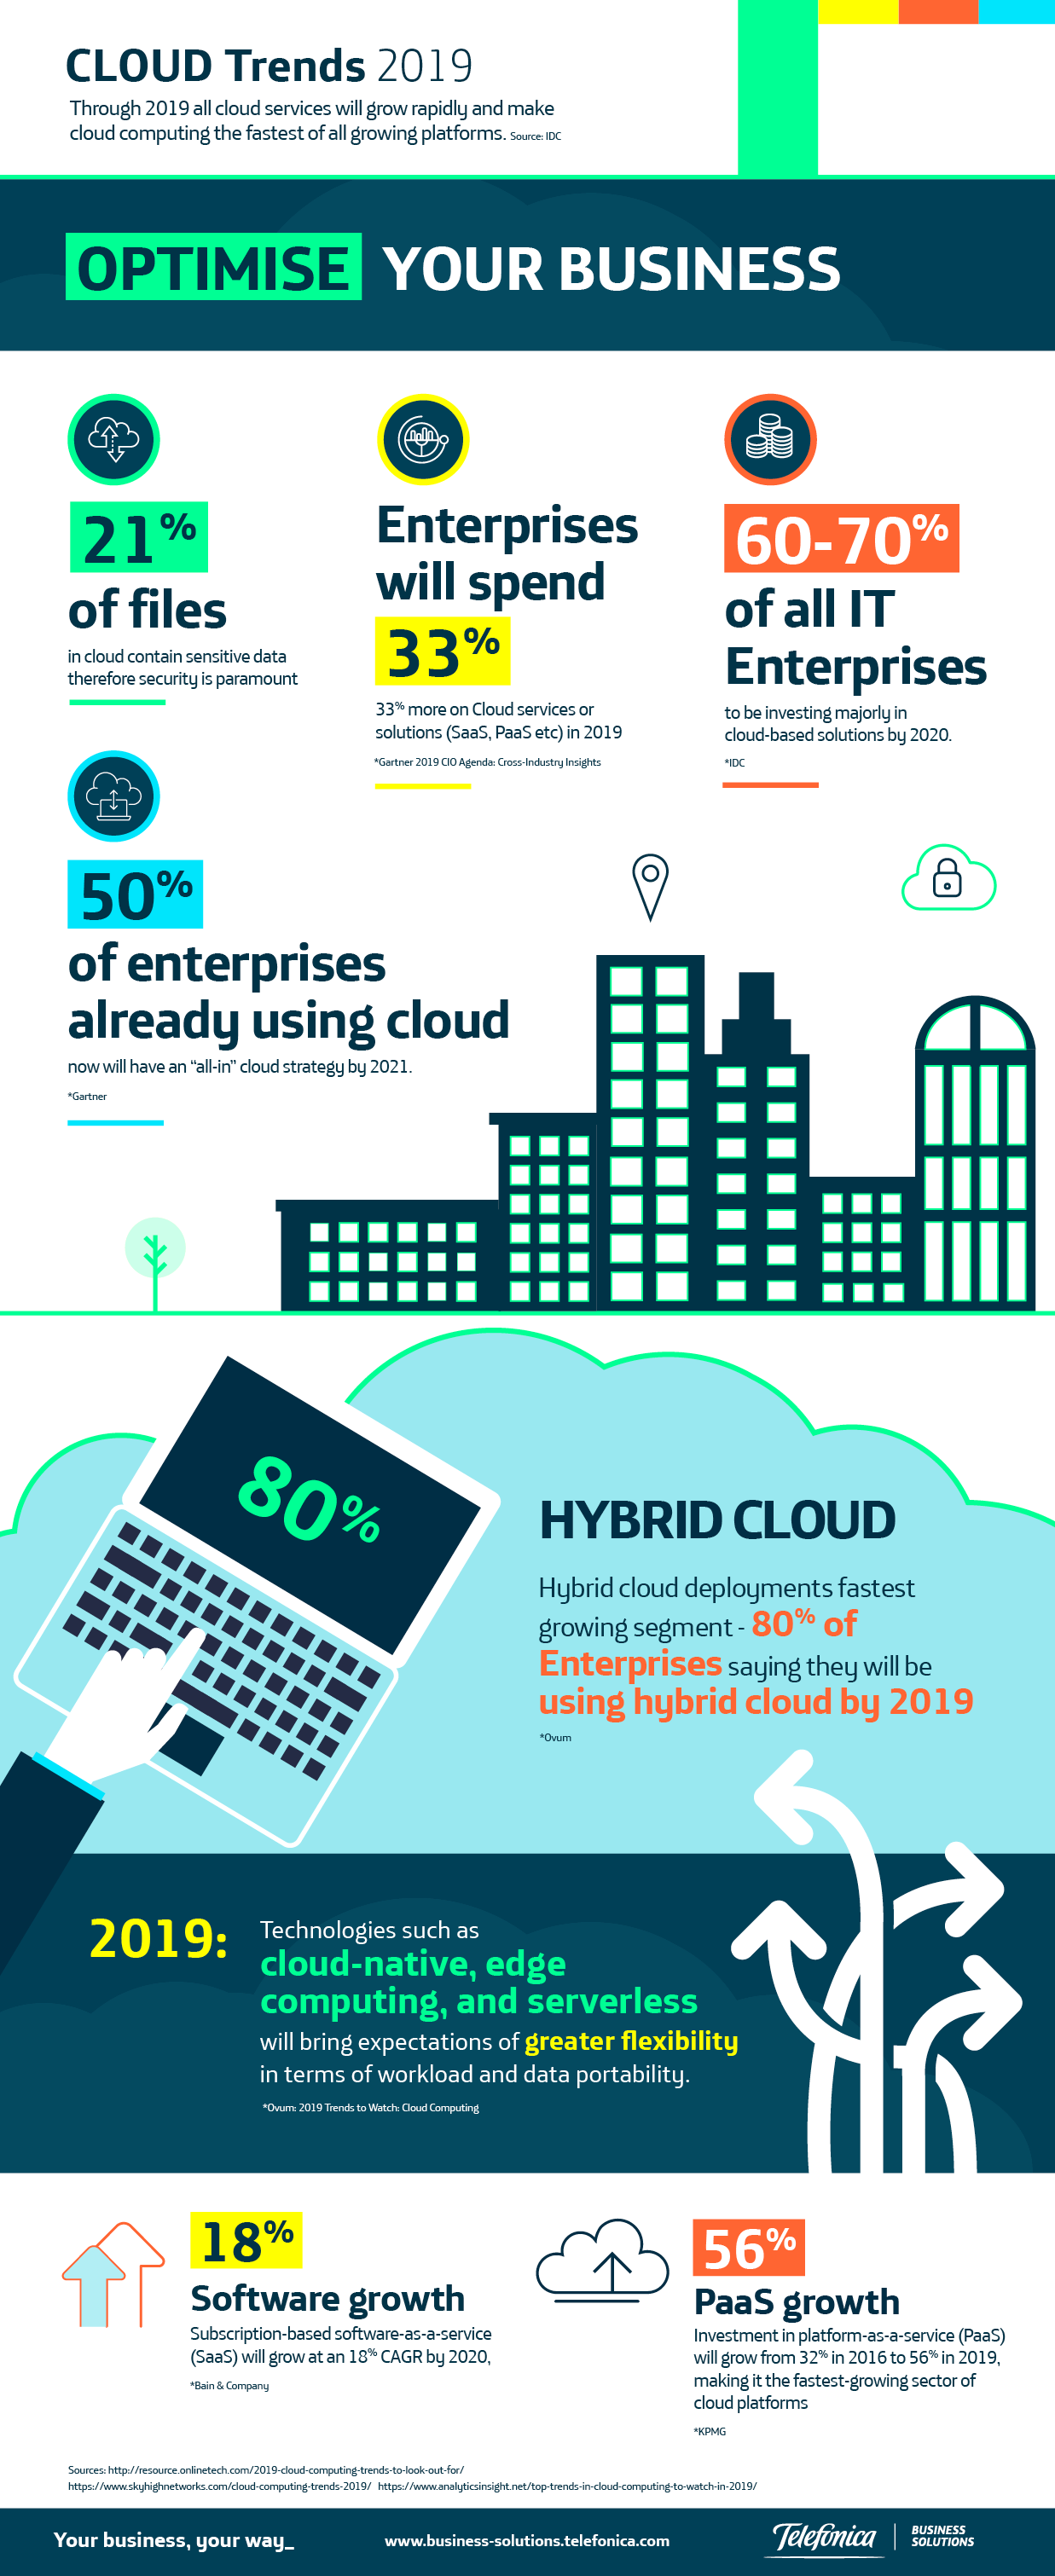 CLOUD Trends 2019
Through 2019 all cloud services will grow rapidly and make
cloud computing the fastest of all growing platforms. Source: IDC
OPTIMISE YOUR BUSINESS
21%
of files
in cloud contain sensitive data
therefore security is paramount
Enterprises
will spend
33%
33% more on Cloud services or
solutions (SaaS, PaaS etc) in 2019
*Gartner 2019 CIO Agenda: Cross-Industry Insights
60-70%
of all IT
Enterprises
to be investing majorly in
cloud-based solutions by 2020.
*IDC
50%
of enterprises
already using cloud
now will have an “all-in” cloud strategy by 2021.
*Gartner
80%
HYBRID CLOUD
Hybrid cloud deployments fastest
growing segment - 80% of
Enterprises saying they will be
using hybrid cloud by 2019
*Ovum
2019:
Technologies such as
cloud-native, edge
computing, and serverless
will bring expectations of greater flexibility
in terms of workload and data portability.
*Ovum: 2019 Trends to Watch: Cloud Computing
18%
Software growth
Subscription-based software-as-a-service
(SaaS) will grow at an 18% CAGR by 2020,
*Bain & Company
56%
PaaS growth
Investment in platform-as-a-service (PaaS)
will grow from 32% in 2016 to 56% in 2019,
making it the fastest-growing sector of
cloud platforms
*KPMG
Sources: http://resource.onlinetech.com/2019-cloud-computing-trends-to-look-out-for/
https://www.skyhighnetworks.com/cloud-computing-trends-2019/ https://www.analyticsinsight.net/top-trends-in-cloud-computing-to-watch-in-2019/
Your business, your way_
www.business-solutions.telefonica.com
Telefónica
BUSINESS
SOLUTIONS